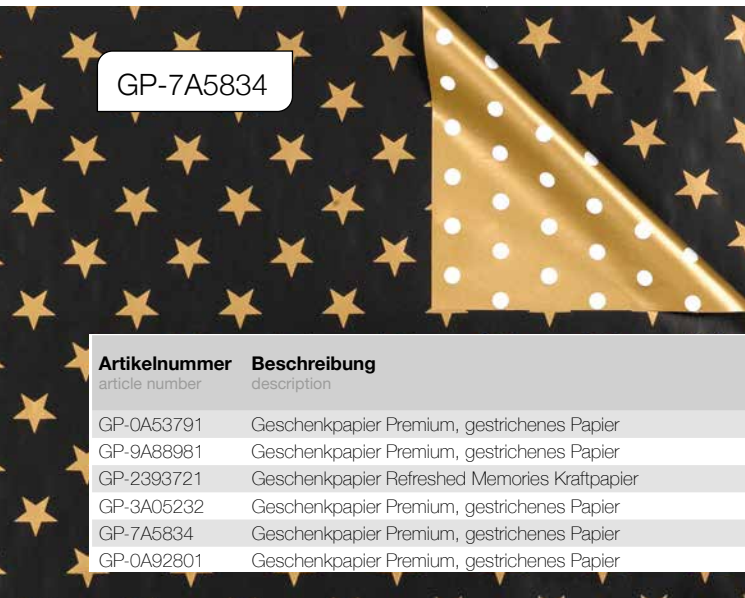 GP-7A5834
Artikelnummer Beschreibung
article number description
GP-0A53791 Geschenkpapier Premium, gestrichenes Papier
GP-9A88981 Geschenkpapier Premium, gestrichenes Papier
GP-2393721 Geschenkpapier Refreshed Memories Kraftpapier
GP-3A05232 Geschenkpapier Premium, gestrichenes Papier
GP-7A5834 Geschenkpapier Premium, gestrichenes Papier
GP-0A92801 Geschenkpapier Premium, gestrichenes Papier